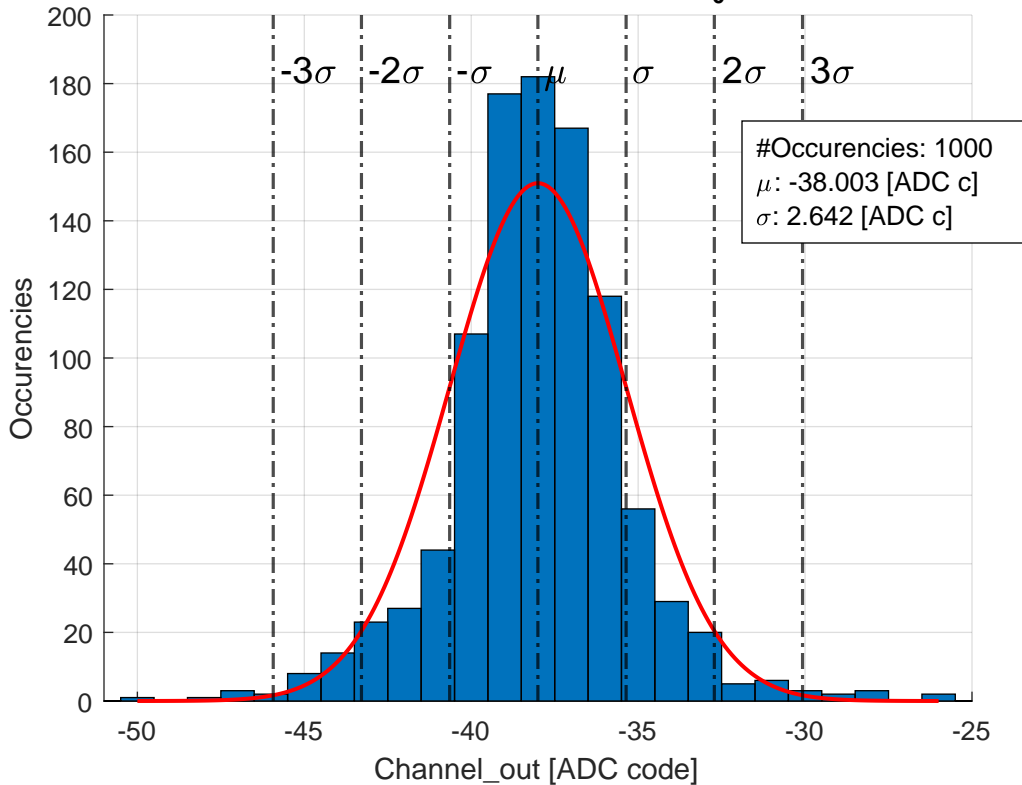 200
180
160
140
120
100
80
60
40
20
0
Occurencies
-3σ -2σ -σ μ σ 2σ 3σ
#Occurencies: 1000
μ: -38.003 [ADC c]
σ: 2.642 [ADC c]
-50 -45 -40 -35 -30 -25
Channel_out [ADC code]